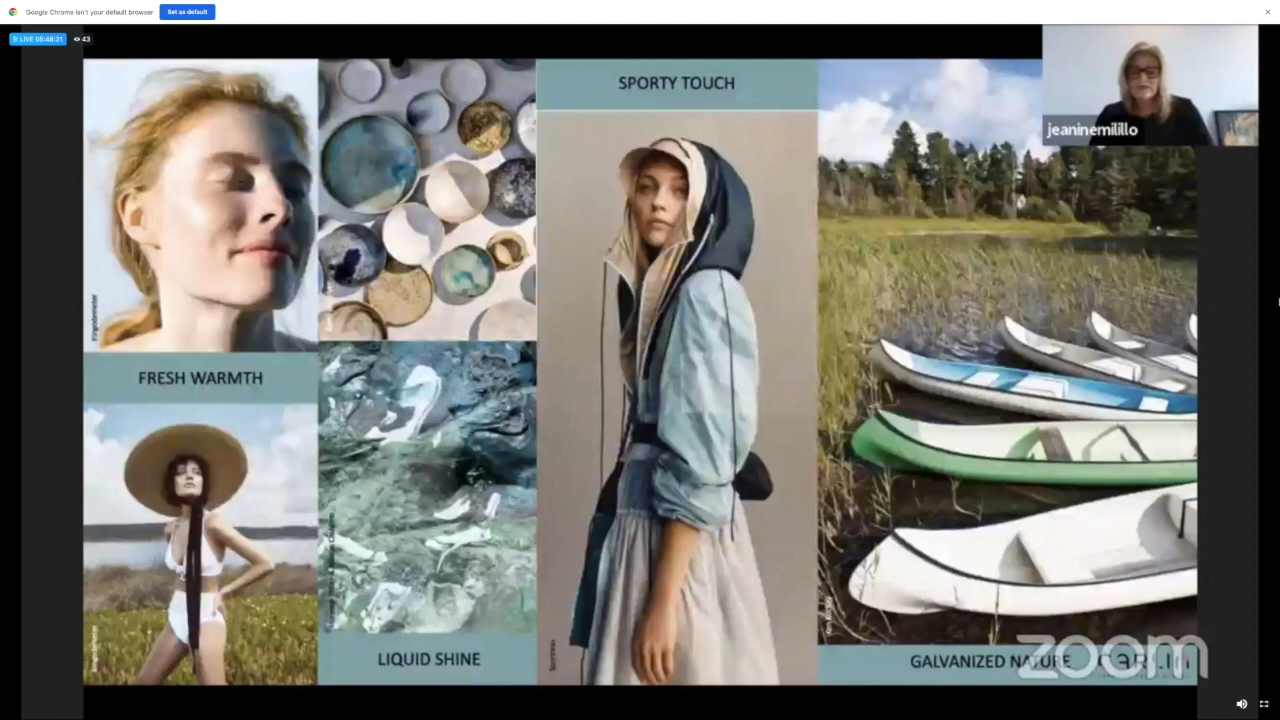 Google Chrome isn't your default browser
Set as default
LIVE 05:48:21
43
SPORTY TOUCH
jeaninemilillo
FRESH WARMTH
LIQUID SHINE
GALVANIZED NATURE
zoom